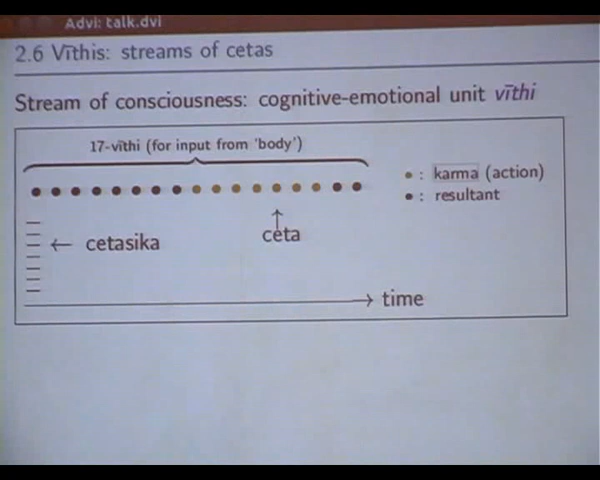 Advi: talk.dvi
2.6 Vīthis: streams of cetas
Stream of consciousness: cognitive-emotional unit vīthi
17-vīthi (for input from 'body')
: karma (action)
: resultant
ceta
← cetasika
time